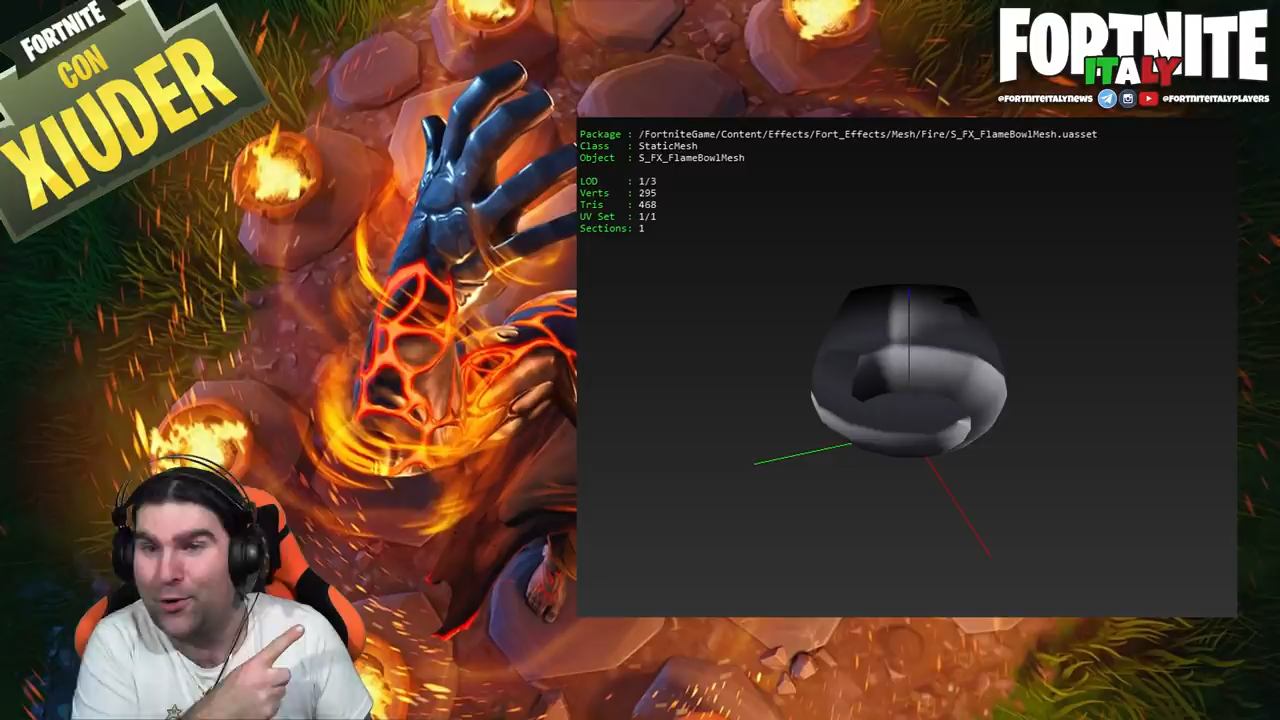 FORTNITE
CON
XIUDER
FORTNITE
ITALY
@FORTNITEITALYNEWS @FORTNITEITALYPLAYERS
Package : /FortniteGame/Content/Effects/Fort_Effects/Mesh/Fire/S_FX_FlameBowlMesh.uasset
Class : StaticMesh
Object : S_FX_FlameBowlMesh
LOD : 1/3
Verts : 295
Tris : 468
UV Set : 1/1
Sections: 1